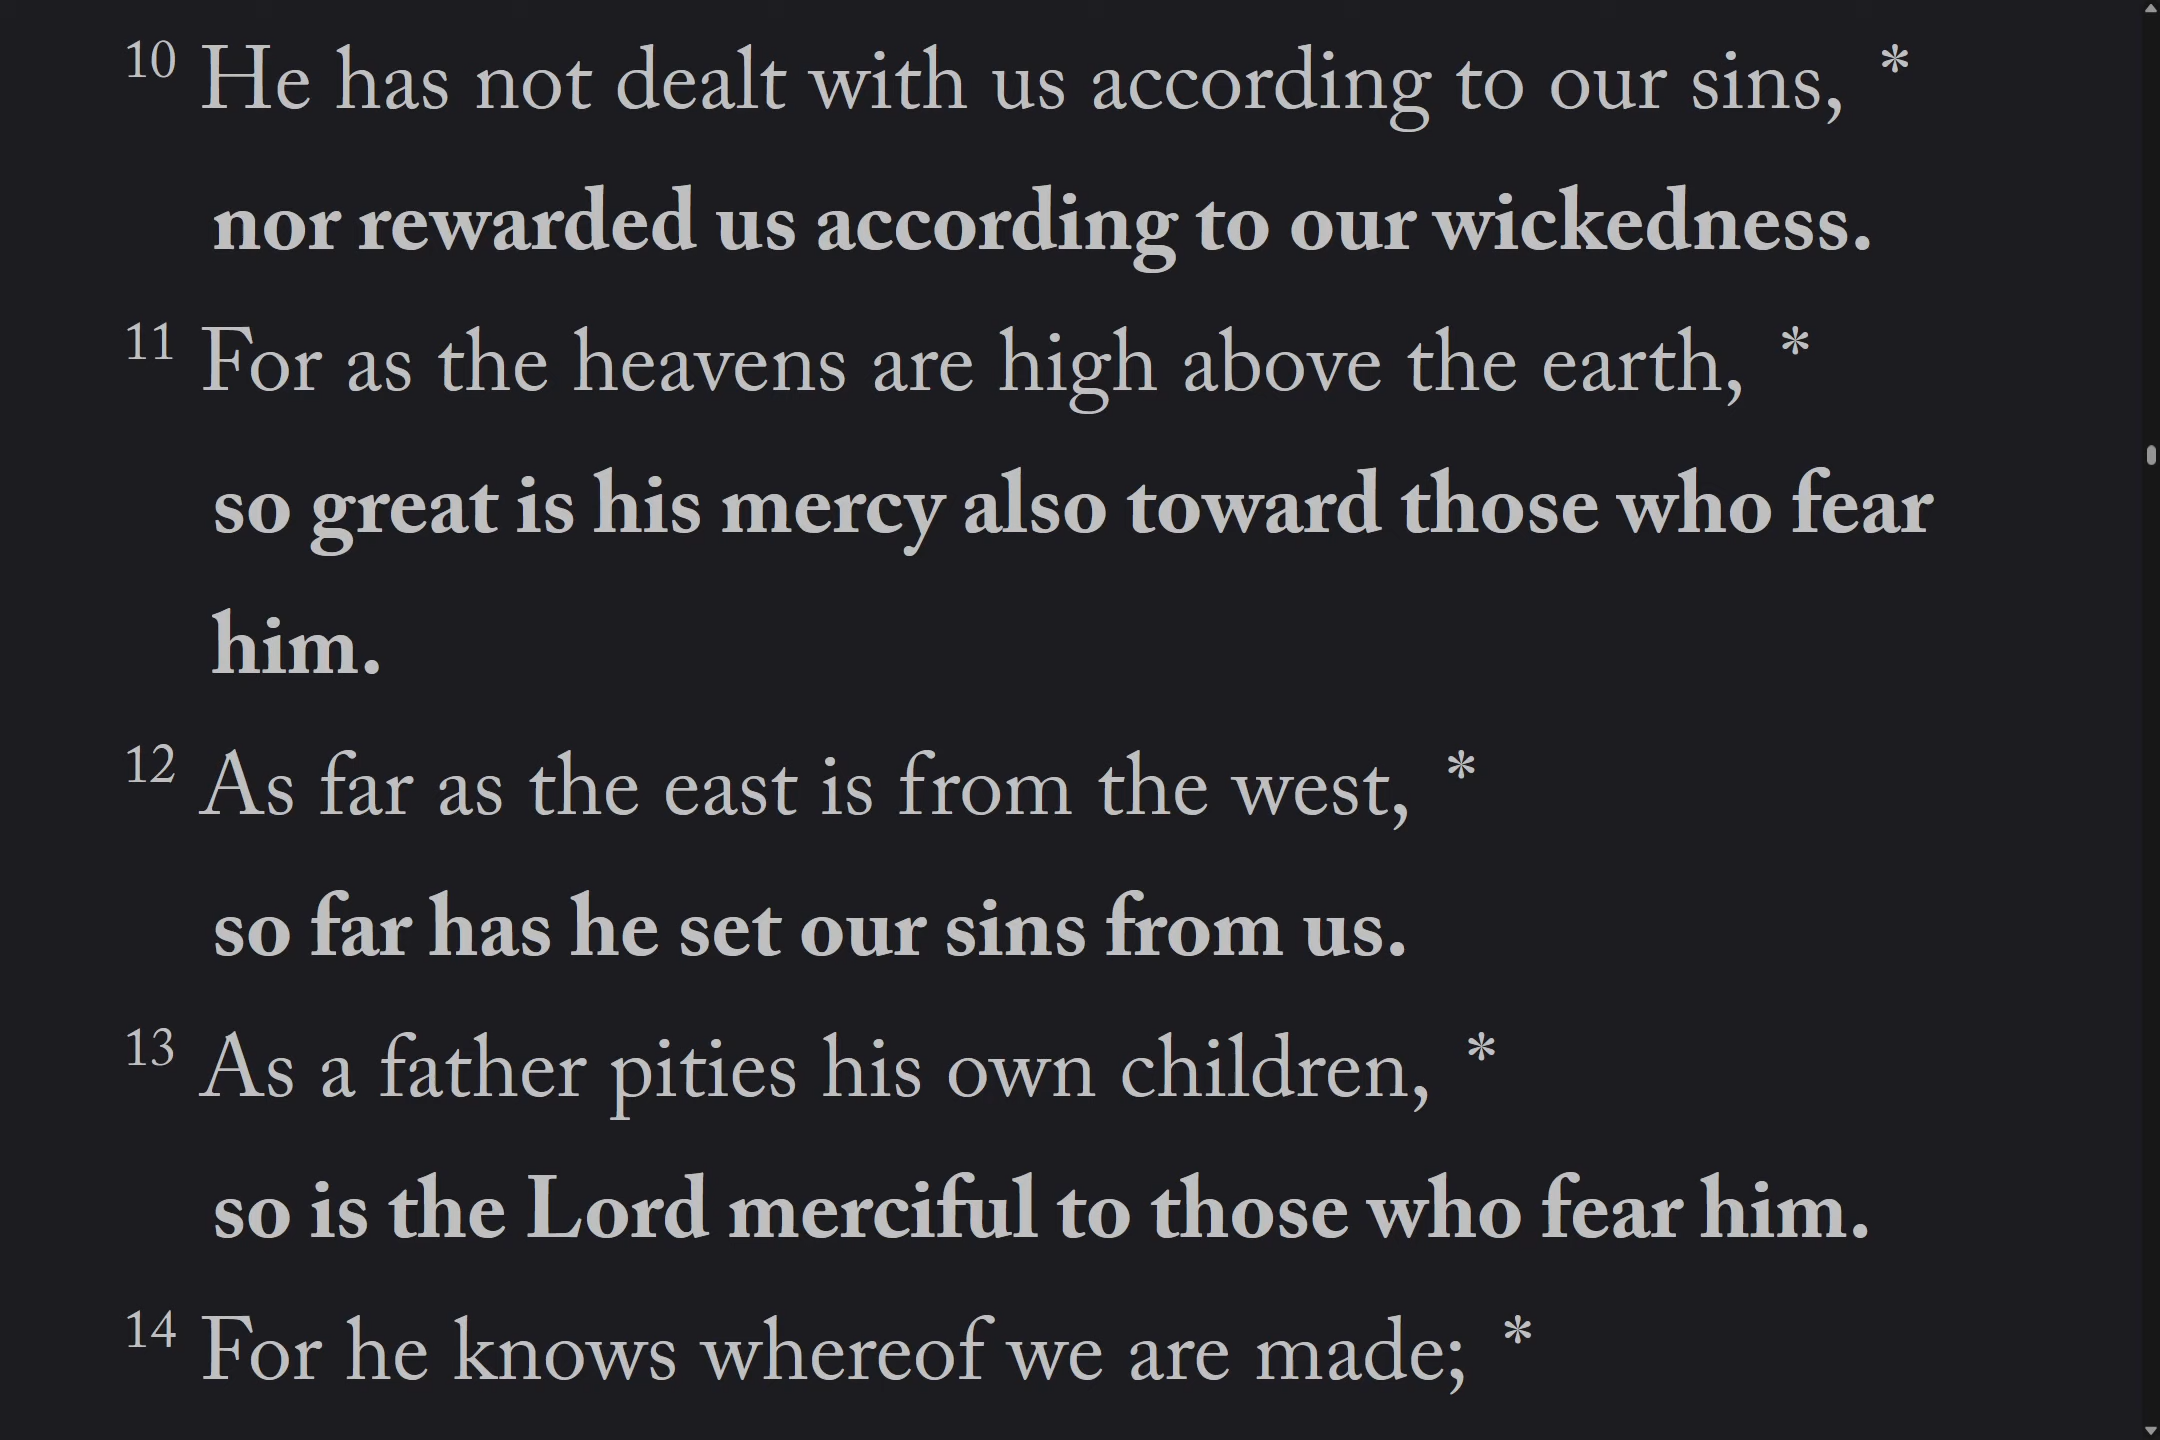 10 He has not dealt with us according to our sins, *
nor rewarded us according to our wickedness.
11 For as the heavens are high above the earth, *
so great is his mercy also toward those who fear
him.
12 As far as the east is from the west, *
so far has he set our sins from us.
13 As a father pities his own children, *
so is the Lord merciful to those who fear him.
14 For he knows whereof we are made; *